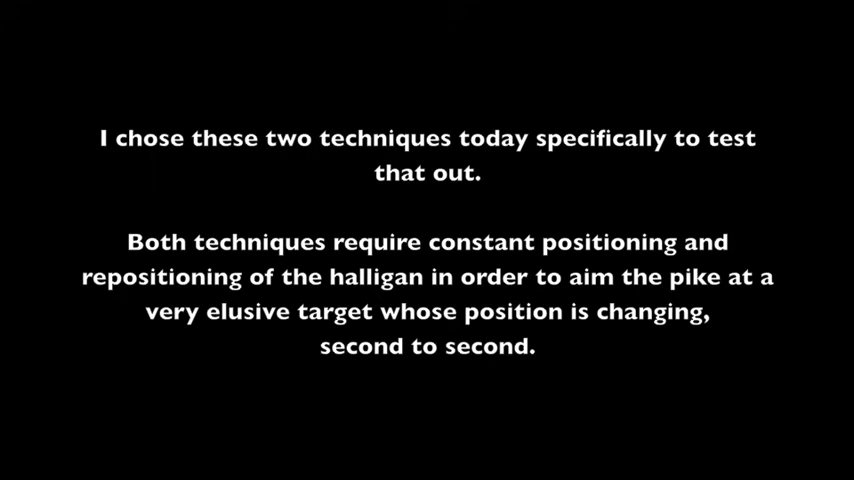 I chose these two techniques today specifically to test
that out.
Both techniques require constant positioning and
repositioning of the halligan in order to aim the pike at a
very elusive target whose position is changing,
second to second.